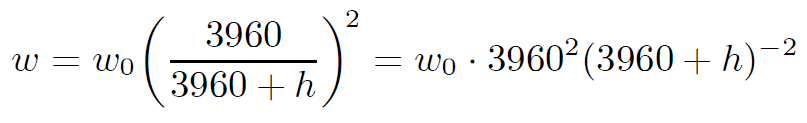 w = w₀ (3960 / (3960 + h))² = w₀ · 3960²(3960 + h)⁻²